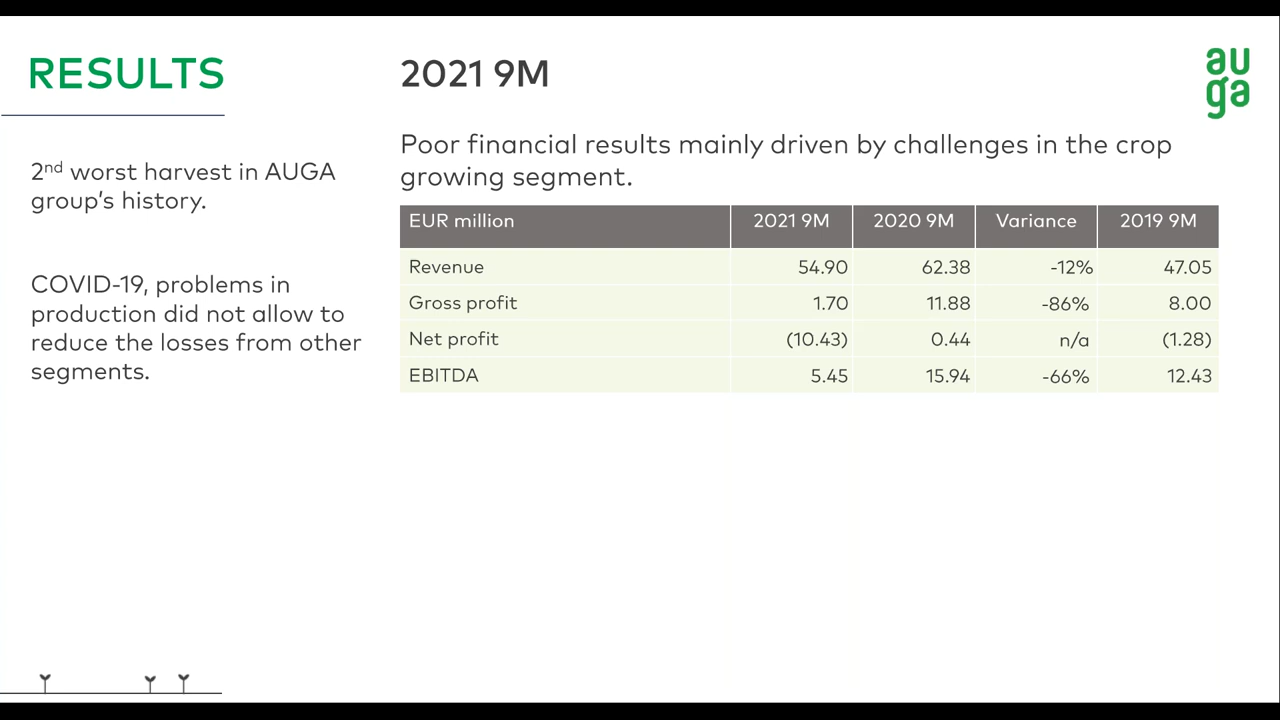 RESULTS
2nd worst harvest in AUGA
group’s history.
COVID-19, problems in
production did not allow to
reduce the losses from other
segments.
2021 9M
au
ga
Poor financial results mainly driven by challenges in the crop
growing segment.
EUR million 2021 9M 2020 9M Variance 2019 9M
Revenue 54.90 62.38 -12% 47.05
Gross profit 1.70 11.88 -86% 8.00
Net profit (10.43) 0.44 n/a (1.28)
EBITDA 5.45 15.94 -66% 12.43